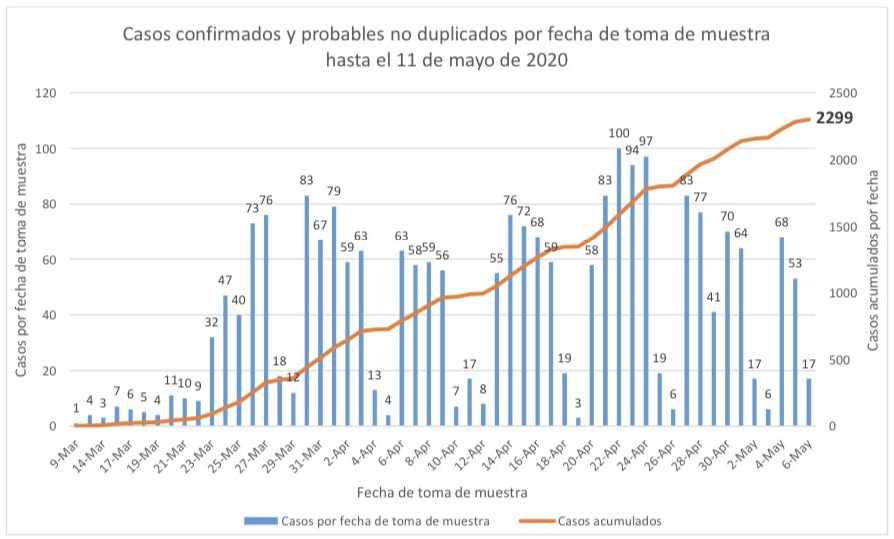 Casos confirmados y probables no duplicados por fecha de toma de muestra
hasta el 11 de mayo de 2020
Casos por fecha de toma de muestra
120
100
80
60
40
20
0
1 4 3 7 6 5 4 11 10 9 32 47 40 73 76 18 12 83 67 79 59 63 13 4 63 58 59 56 7 17 8 55 76 72 68 59 19 3 58 83 100 94 97 19 6 83 77 41 70 64 17 6 68 53 17
2299
2500
2000
1500
1000
500
0
Casos acumulados por fecha
9-Mar 14-Mar 17-Mar 19-Mar 21-Mar 23-Mar 25-Mar 27-Mar 29-Mar 31-Mar 2-Apr 4-Apr 6-Apr 8-Apr 10-Apr 12-Apr 14-Apr 16-Apr 18-Apr 20-Apr 22-Apr 24-Apr 26-Apr 28-Apr 30-Apr 2-May 4-May 6-May
Fecha de toma de muestra
Casos por fecha de toma de muestra
Casos acumulados